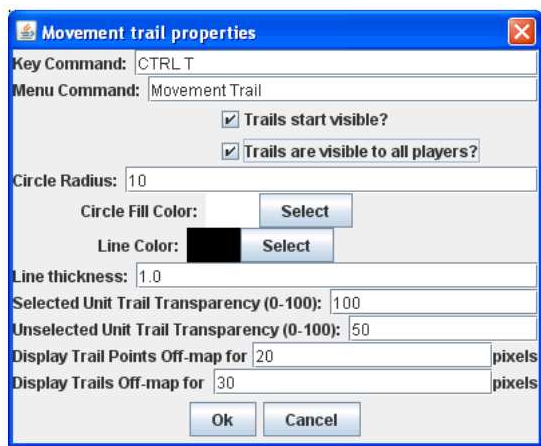 Movement trail properties
Key Command: CTRL T
Menu Command: Movement Trail
Trails start visible?
Trails are visible to all players?
Circle Radius: 10
Circle Fill Color: Select
Line Color: Select
Line thickness: 1.0
Selected Unit Trail Transparency (0-100): 100
Unselected Unit Trail Transparency (0-100): 50
Display Trail Points Off-map for 20 pixels
Display Trails Off-map for 30 pixels
Ok Cancel